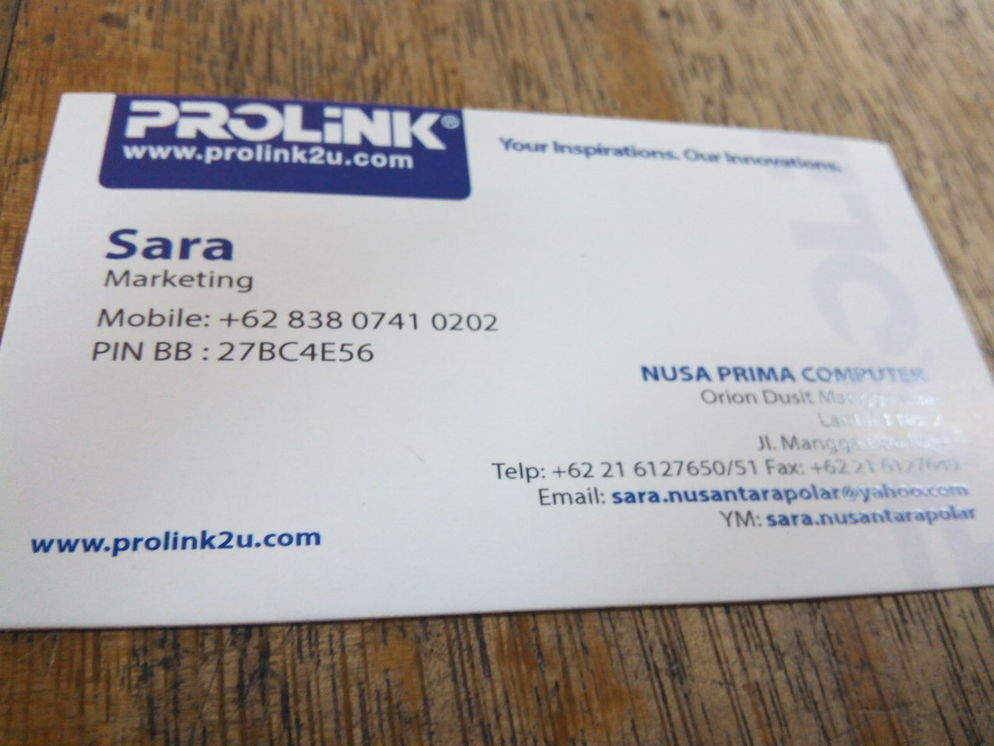 PROLiNK®
www.prolink2u.com
Your Inspirations. Our Innovations.
Sara
Marketing
Mobile: +62 838 0741 0202
PIN BB : 27BC4E56
NUSA PRIMA COMPUTER
Orion Dusit
Jl. Mangga
Telp: +62 21 6127650/51 Fax: +62 21
Email: sara.nusantarapolar@yahoo.com
YM: sara.nusantarapolar
www.prolink2u.com